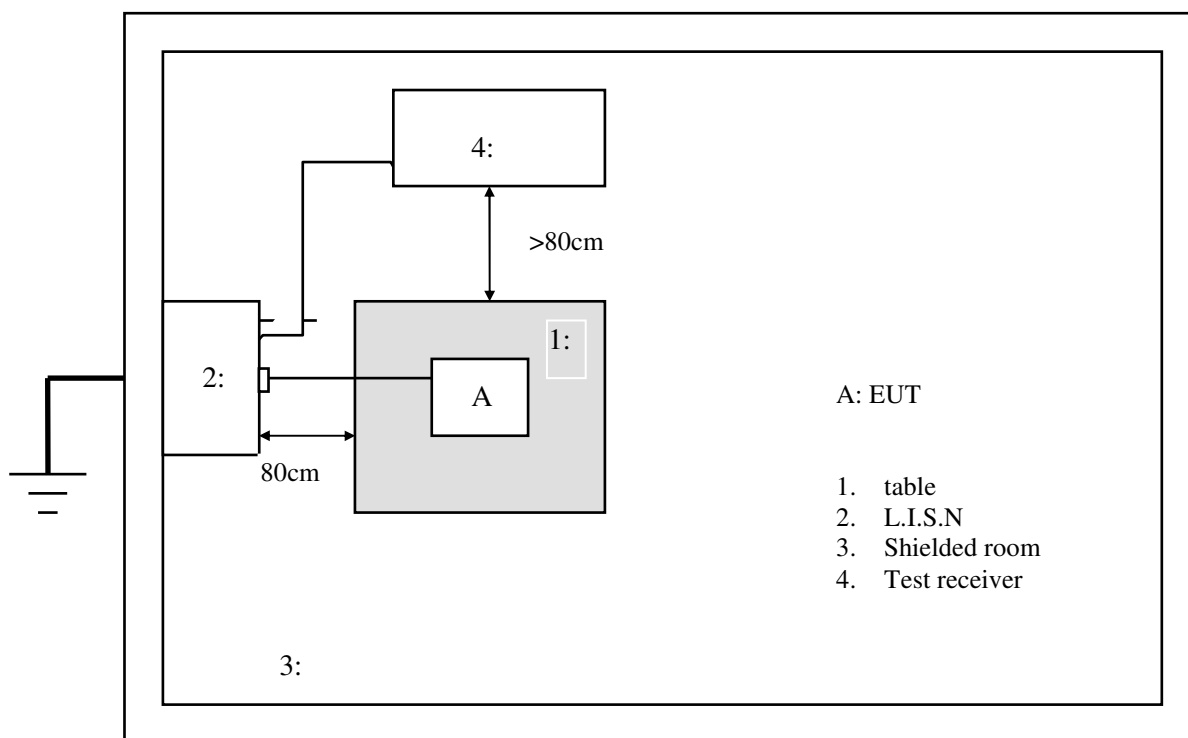 4:
>80cm
1:
2:
A
A: EUT
80cm
1. table
2. L.I.S.N
3. Shielded room
4. Test receiver
3: